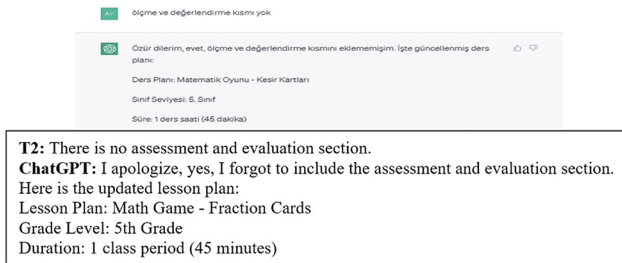 AY
ölçme ve değerlendirme kısmı yok
Özür dilerim, evet, ölçme ve değerlendirme kısmını eklememişim. İşte güncellenmiş ders
planı:
Ders Planı: Matematik Oyunu - Kesir Kartları
Sınıf Seviyesi: 5. Sınıf
Süre: 1 ders saati (45 dakika)
T2: There is no assessment and evaluation section.
ChatGPT: I apologize, yes, I forgot to include the assessment and evaluation section.
Here is the updated lesson plan:
Lesson Plan: Math Game - Fraction Cards
Grade Level: 5th Grade
Duration: 1 class period (45 minutes)